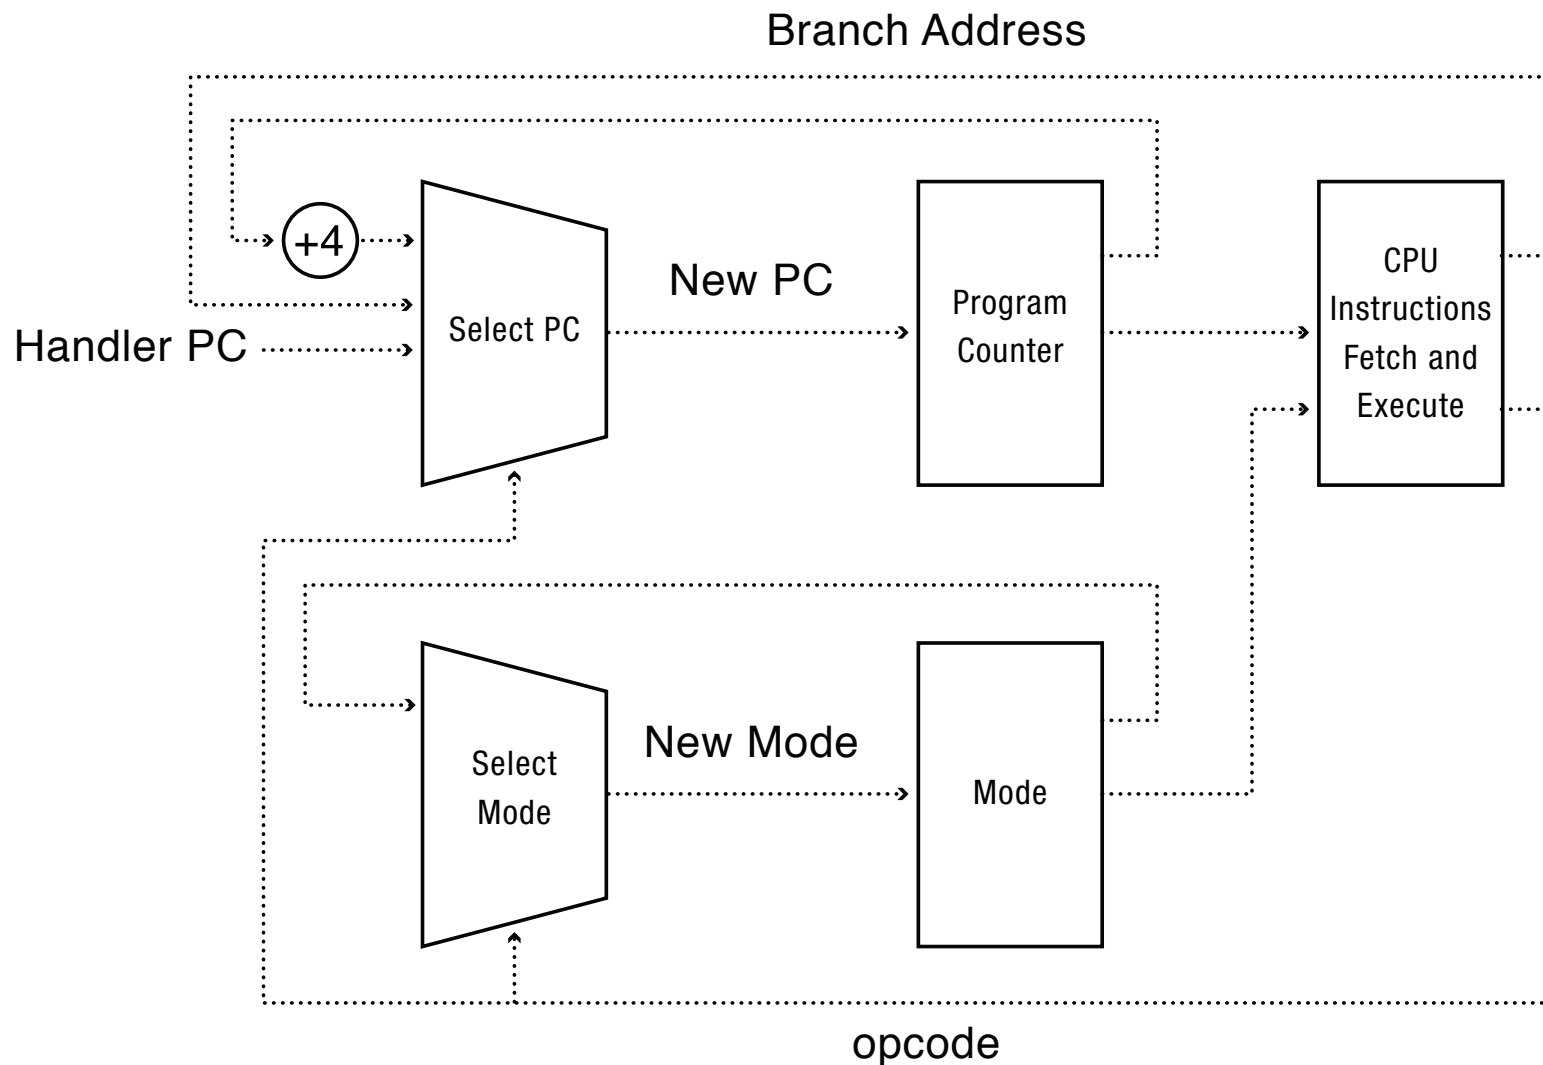 Branch Address
+4
Handler PC
Select PC
New PC
Program
Counter
CPU
Instructions
Fetch and
Execute
Select
Mode
New Mode
Mode
opcode